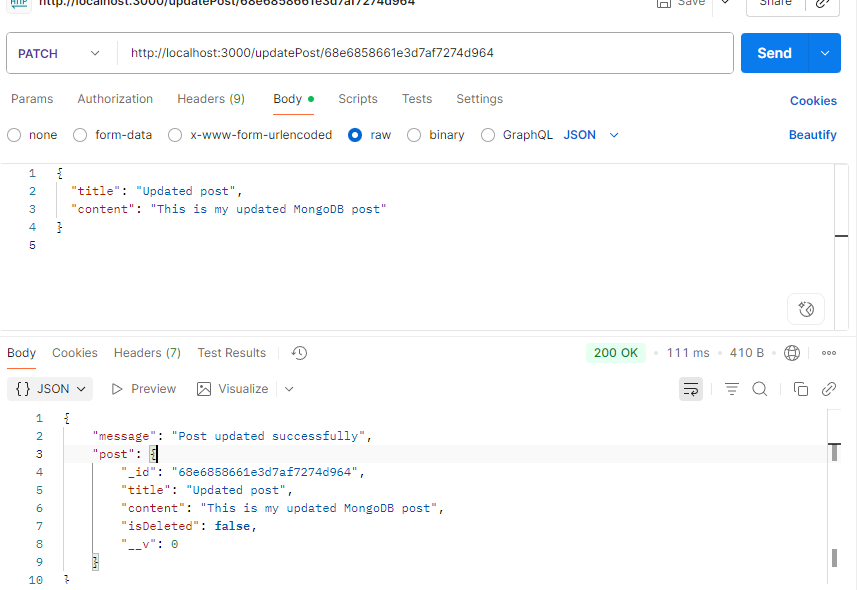 HTTP http://localhost:3000/updatePost/68e6858661e3d7af7274d964 Save Share
PATCH http://localhost:3000/updatePost/68e6858661e3d7af7274d964 Send
Params Authorization Headers (9) Body Scripts Tests Settings Cookies
none form-data x-www-form-urlencoded raw binary GraphQL JSON Beautify
1 {
2 "title": "Updated post",
3 "content": "This is my updated MongoDB post"
4 }
5
Body Cookies Headers (7) Test Results 200 OK 111 ms 410 B
{} JSON Preview Visualize
1 {
2 "message": "Post updated successfully",
3 "post": {
4 "_id": "68e6858661e3d7af7274d964",
5 "title": "Updated post",
6 "content": "This is my updated MongoDB post",
7 "isDeleted": false,
8 "__v": 0
9 }
10 }